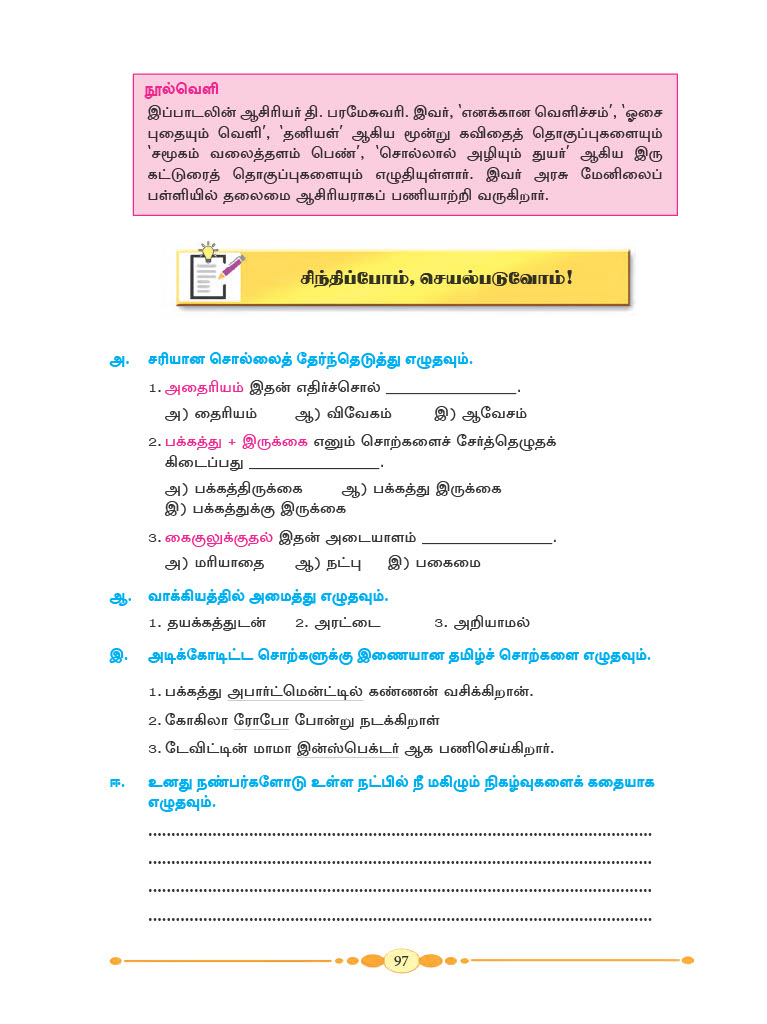 நூல்வெளி
இப்பாடலின் ஆசிரியர் தி. பரமேசுவரி. இவர், ‘எனக்கான வெளிச்சம்’, ‘ஓசை
புதையும் வெளி’, ‘தனியள்’ ஆகிய மூன்று கவிதைத் தொகுப்புகளையும்
‘சமூகம் வலைத்தளம் பெண்’, ‘சொல்லால் அழியும் துயர்’ ஆகிய இரு
கட்டுரைத் தொகுப்புகளையும் எழுதியுள்ளார். இவர் அரசு மேனிலைப்
பள்ளியில் தலைமை ஆசிரியராகப் பணியாற்றி வருகிறார்.
சிந்திப்போம், செயல்படுவோம்!
அ. சரியான சொல்லைத் தேர்ந்தெடுத்து எழுதவும்.
1. அதைரியம் இதன் எதிர்ச்சொல் ________________.
அ) தைரியம் ஆ) விவேகம் இ) ஆவேசம்
2. பக்கத்து + இருக்கை எனும் சொற்களைச் சேர்த்தெழுதக்
கிடைப்பது ________________.
அ) பக்கத்திருக்கை ஆ) பக்கத்து இருக்கை
இ) பக்கத்துக்கு இருக்கை
3. கைகுலுக்குதல் இதன் அடையாளம் ________________.
அ) மரியாதை ஆ) நட்பு இ) பகைமை
ஆ. வாக்கியத்தில் அமைத்து எழுதவும்.
1. தயக்கத்துடன் 2. அரட்டை 3. அறியாமல்
இ. அடிக்கோடிட்ட சொற்களுக்கு இணையான தமிழ்ச் சொற்களை எழுதவும்.
1. பக்கத்து அபார்ட்மென்ட்டில் கண்ணன் வசிக்கிறான்.
2. கோகிலா ரோபோ போன்று நடக்கிறாள்
3. டேவிட்டின் மாமா இன்ஸ்பெக்டர் ஆக பணிசெய்கிறார்.
ஈ. உனது நண்பர்களோடு உள்ள நட்பில் நீ மகிழும் நிகழ்வுகளைக் கதையாக
எழுதவும்.
97